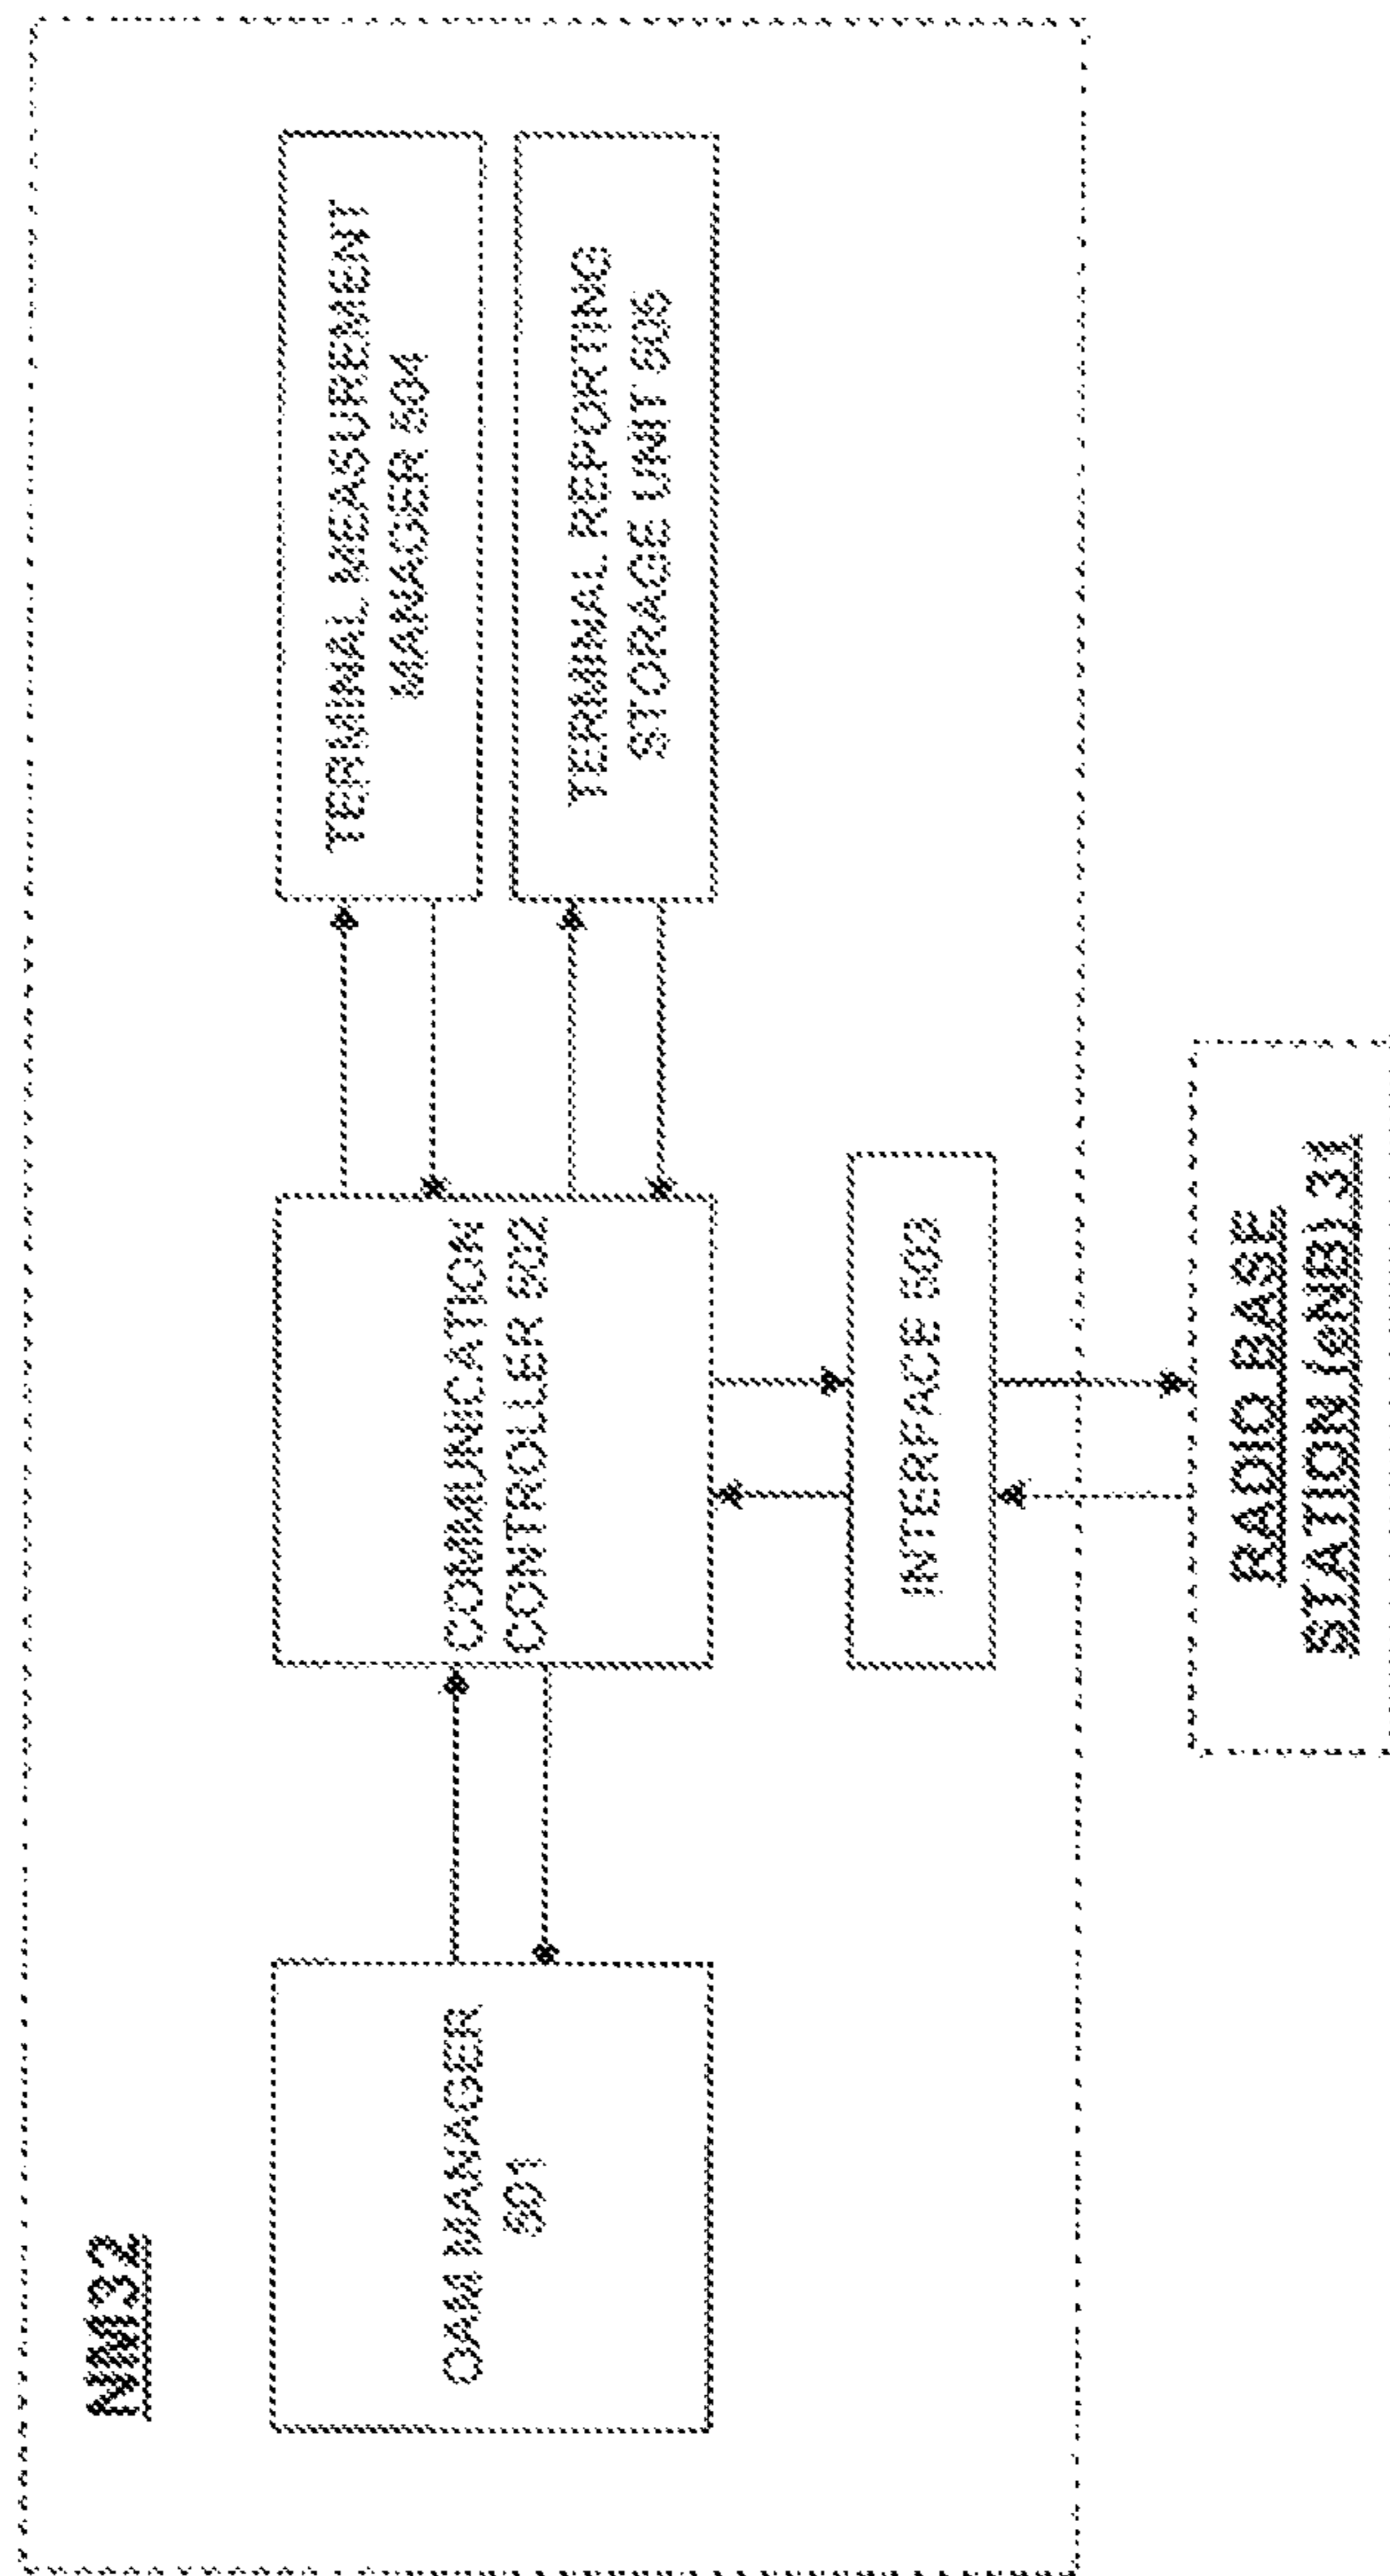 NM32
OAM MANAGER
501
COMMUNICATION
CONTROLLER 502
TERMINAL MEASUREMENT
MANAGER 504
TERMINAL REPORTING
STORAGE UNIT 505
INTERFACE 503
RADIO BASE
STATION (eNB) 31